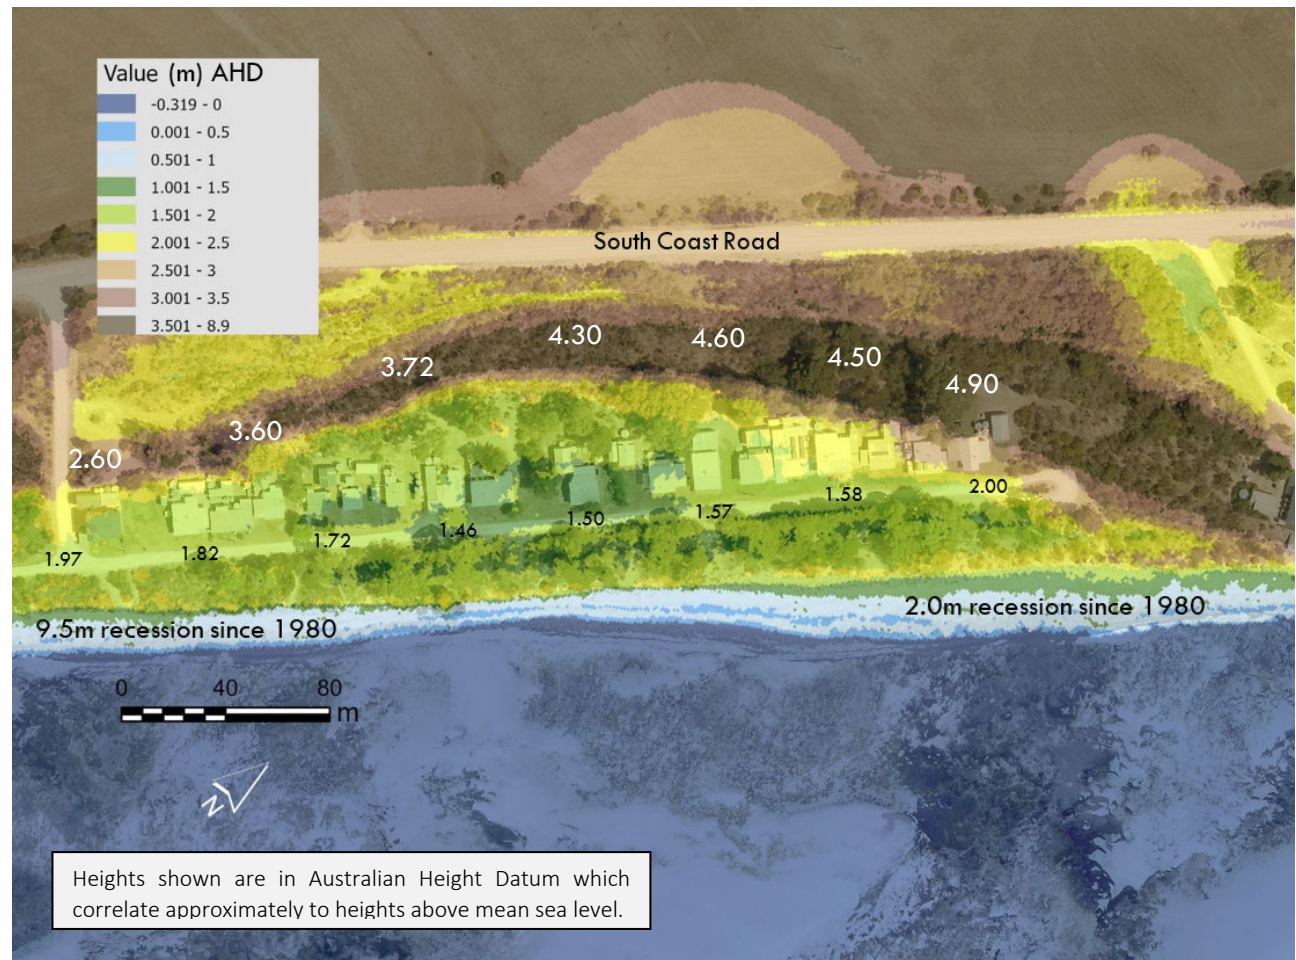 Value (m) AHD
-0.319 - 0
0.001 - 0.5
0.501 - 1
1.001 - 1.5
1.501 - 2
2.001 - 2.5
2.501 - 3
3.001 - 3.5
3.501 - 8.9
South Coast Road
4.30
4.60
4.50
3.72
4.90
3.60
2.60
2.00
1.58
1.57
1.50
1.46
1.72
1.82
1.97
2.0m recession since 1980
9.5m recession since 1980
0 40 80
m
N
Heights shown are in Australian Height Datum which
correlate approximately to heights above mean sea level.